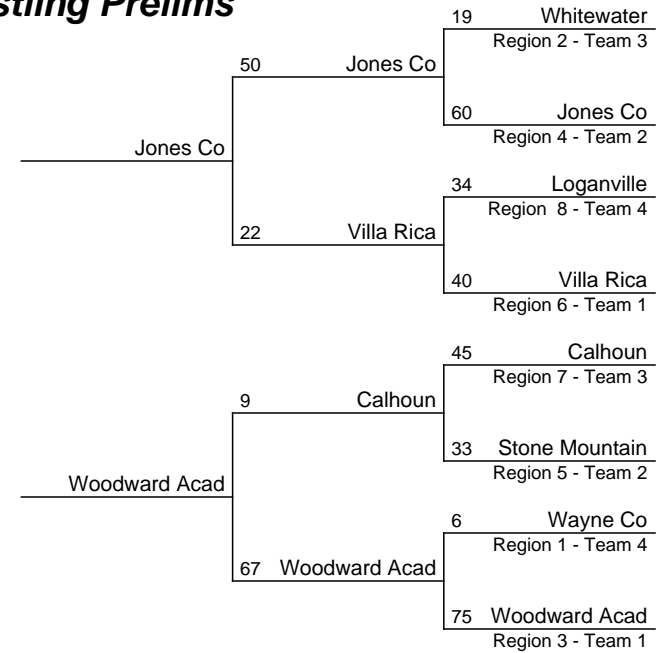 Prelims
19 Whitewater
Region 2 - Team 3
50 Jones Co
60 Jones Co
Region 4 - Team 2
Jones Co
34 Loganville
Region 8 - Team 4
22 Villa Rica
40 Villa Rica
Region 6 - Team 1
45 Calhoun
Region 7 - Team 3
9 Calhoun
33 Stone Mountain
Region 5 - Team 2
Woodward Acad
6 Wayne Co
Region 1 - Team 4
67 Woodward Acad
75 Woodward Acad
Region 3 - Team 1